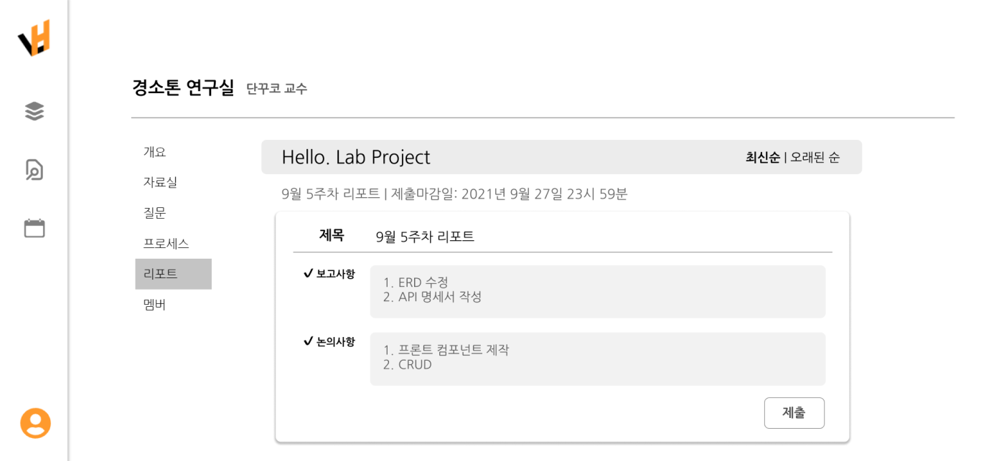 경소톤 연구실 단꾸코 교수
개요
자료실
질문
프로세스
리포트
멤버
Hello. Lab Project 최신순 | 오래된 순
9월 5주차 리포트 | 제출마감일: 2021년 9월 27일 23시 59분
제목 9월 5주차 리포트
보고사항
1. ERD 수정
2. API 명세서 작성
논의사항
1. 프론트 컴포넌트 제작
2. CRUD
제출